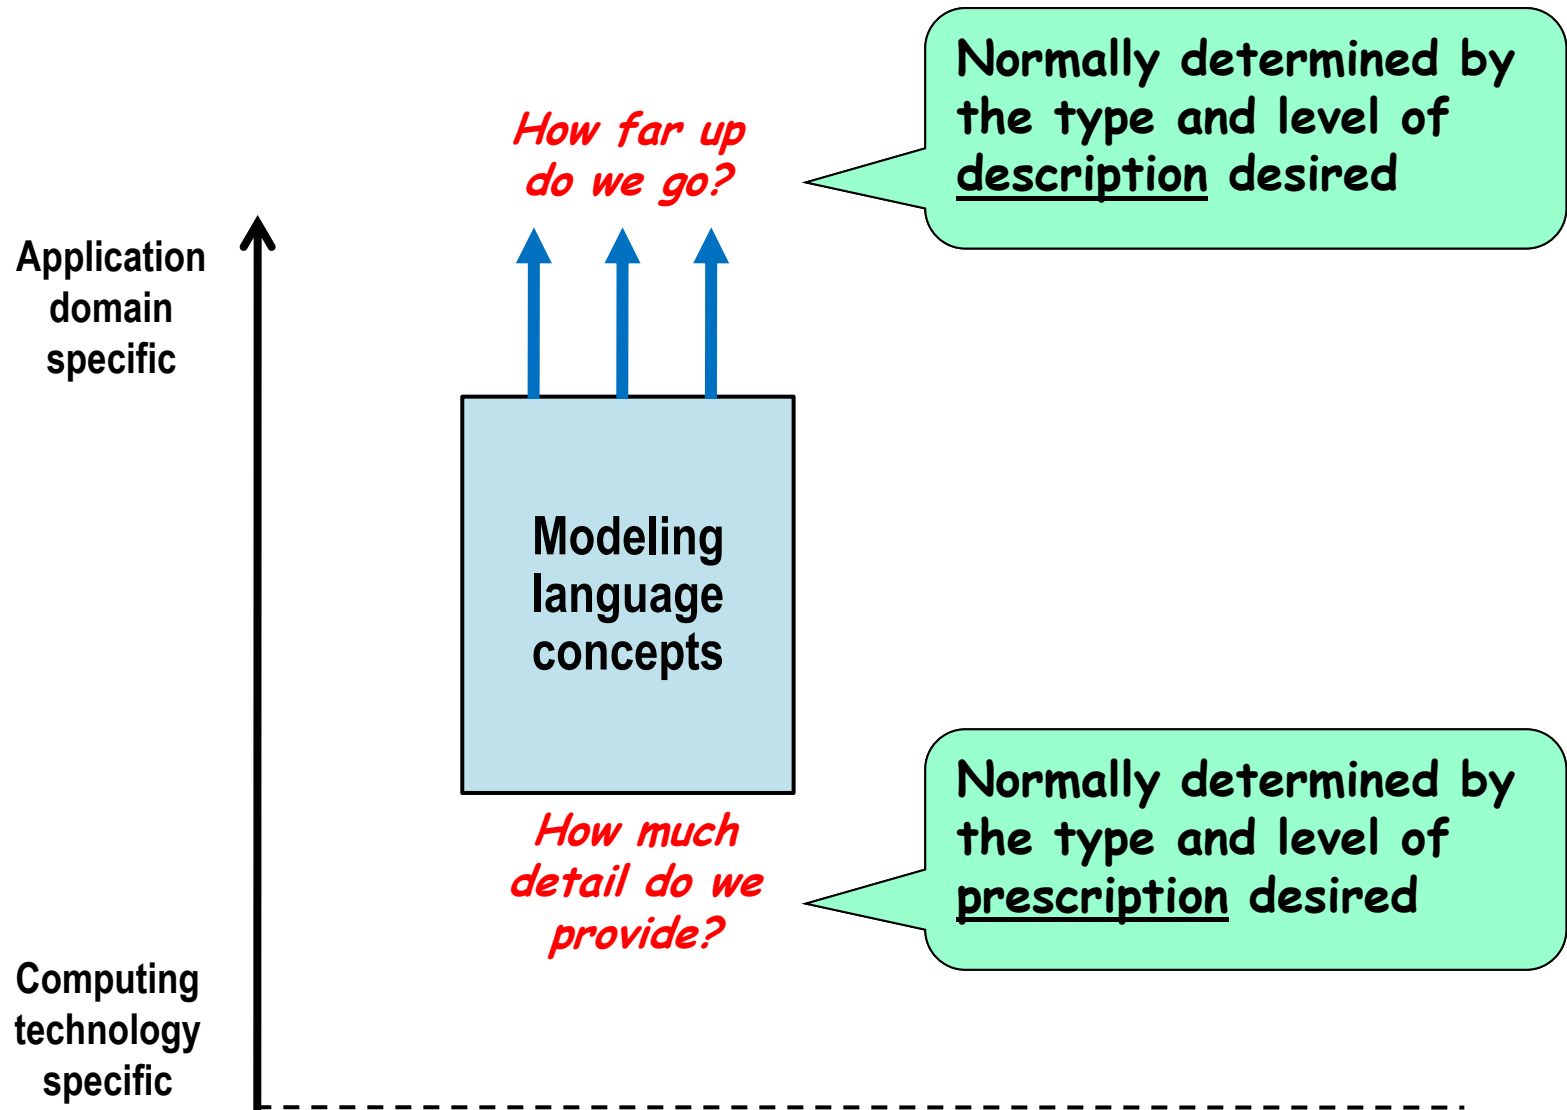 Normally determined by
the type and level of
description desired
How far up
do we go?
Application
domain
specific
Modeling
language
concepts
Normally determined by
the type and level of
prescription desired
How much
detail do we
provide?
Computing
technology
specific